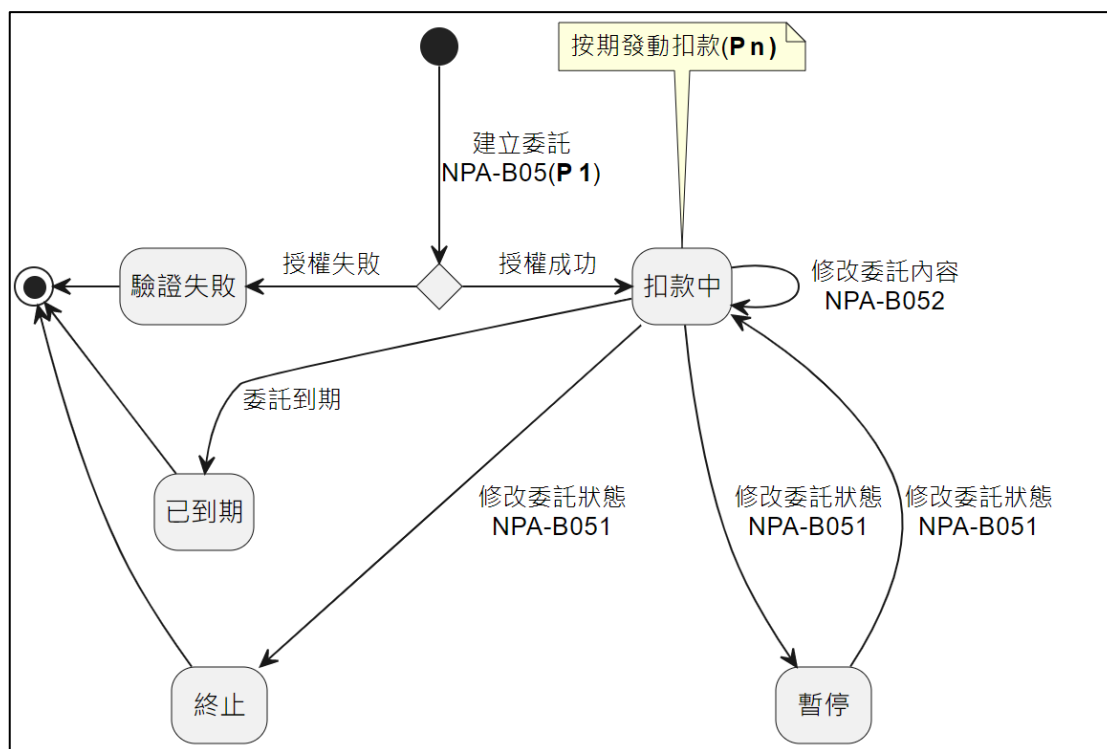 按期發動扣款(P n)
建立委託
NPA-B05(P 1)
授權失敗
授權成功
驗證失敗
扣款中
修改委託內容
NPA-B052
委託到期
已到期
修改委託狀態
NPA-B051
修改委託狀態
NPA-B051
修改委託狀態
NPA-B051
終止
暫停